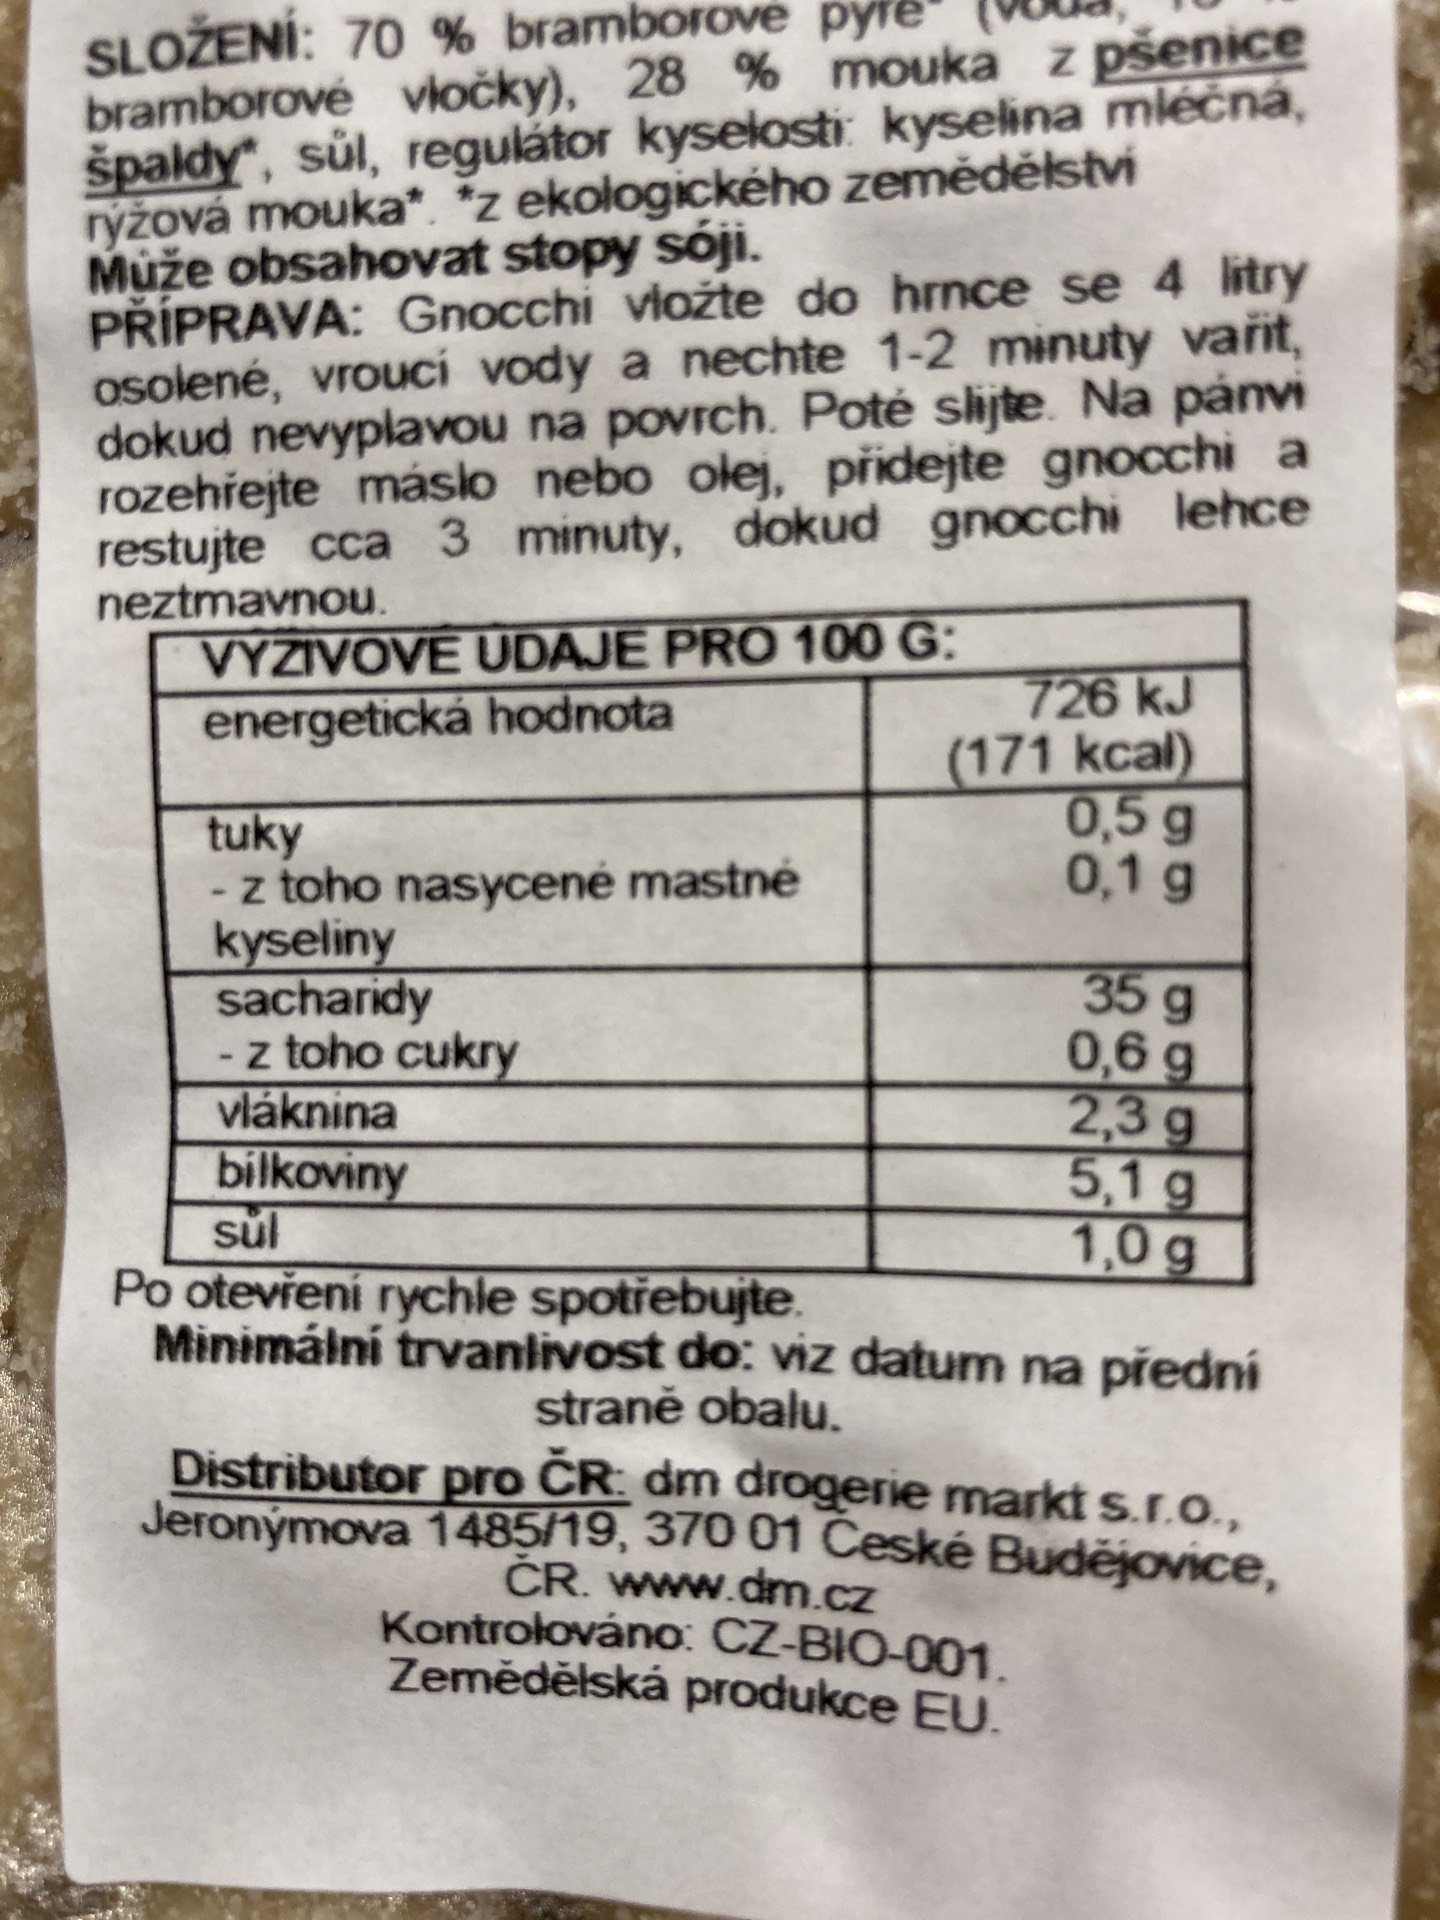 SLOŽENÍ: 70 % bramborové pyré* (voda,
bramborové vločky), 28 % mouka z pšenice
špaldy*, sůl, regulátor kyselosti: kyselina mléčná,
rýžová mouka*. *z ekologického zemědělství
Může obsahovat stopy sóji.
PŘÍPRAVA: Gnocchi vložte do hrnce se 4 litry
osolené, vroucí vody a nechte 1-2 minuty vařit,
dokud nevyplavou na povrch. Poté slijte. Na pánvi
rozehřejte máslo nebo olej, přidejte gnocchi a
restujte cca 3 minuty, dokud gnocchi lehce
neztmavnou.
VÝŽIVOVÉ ÚDAJE PRO 100 G:
energetická hodnota 726 kJ
(171 kcal)
tuky 0,5 g
- z toho nasycené mastné 0,1 g
kyseliny
sacharidy 35 g
- z toho cukry 0,6 g
vláknina 2,3 g
bílkoviny 5,1 g
sůl 1,0 g
Po otevření rychle spotřebujte.
Minimální trvanlivost do: viz datum na přední
straně obalu.
Distributor pro ČR: dm drogerie markt s.r.o.,
Jeronýmova 1485/19, 370 01 České Budějovice,
ČR. www.dm.cz
Kontrolováno: CZ-BIO-001.
Zemědělská produkce EU.